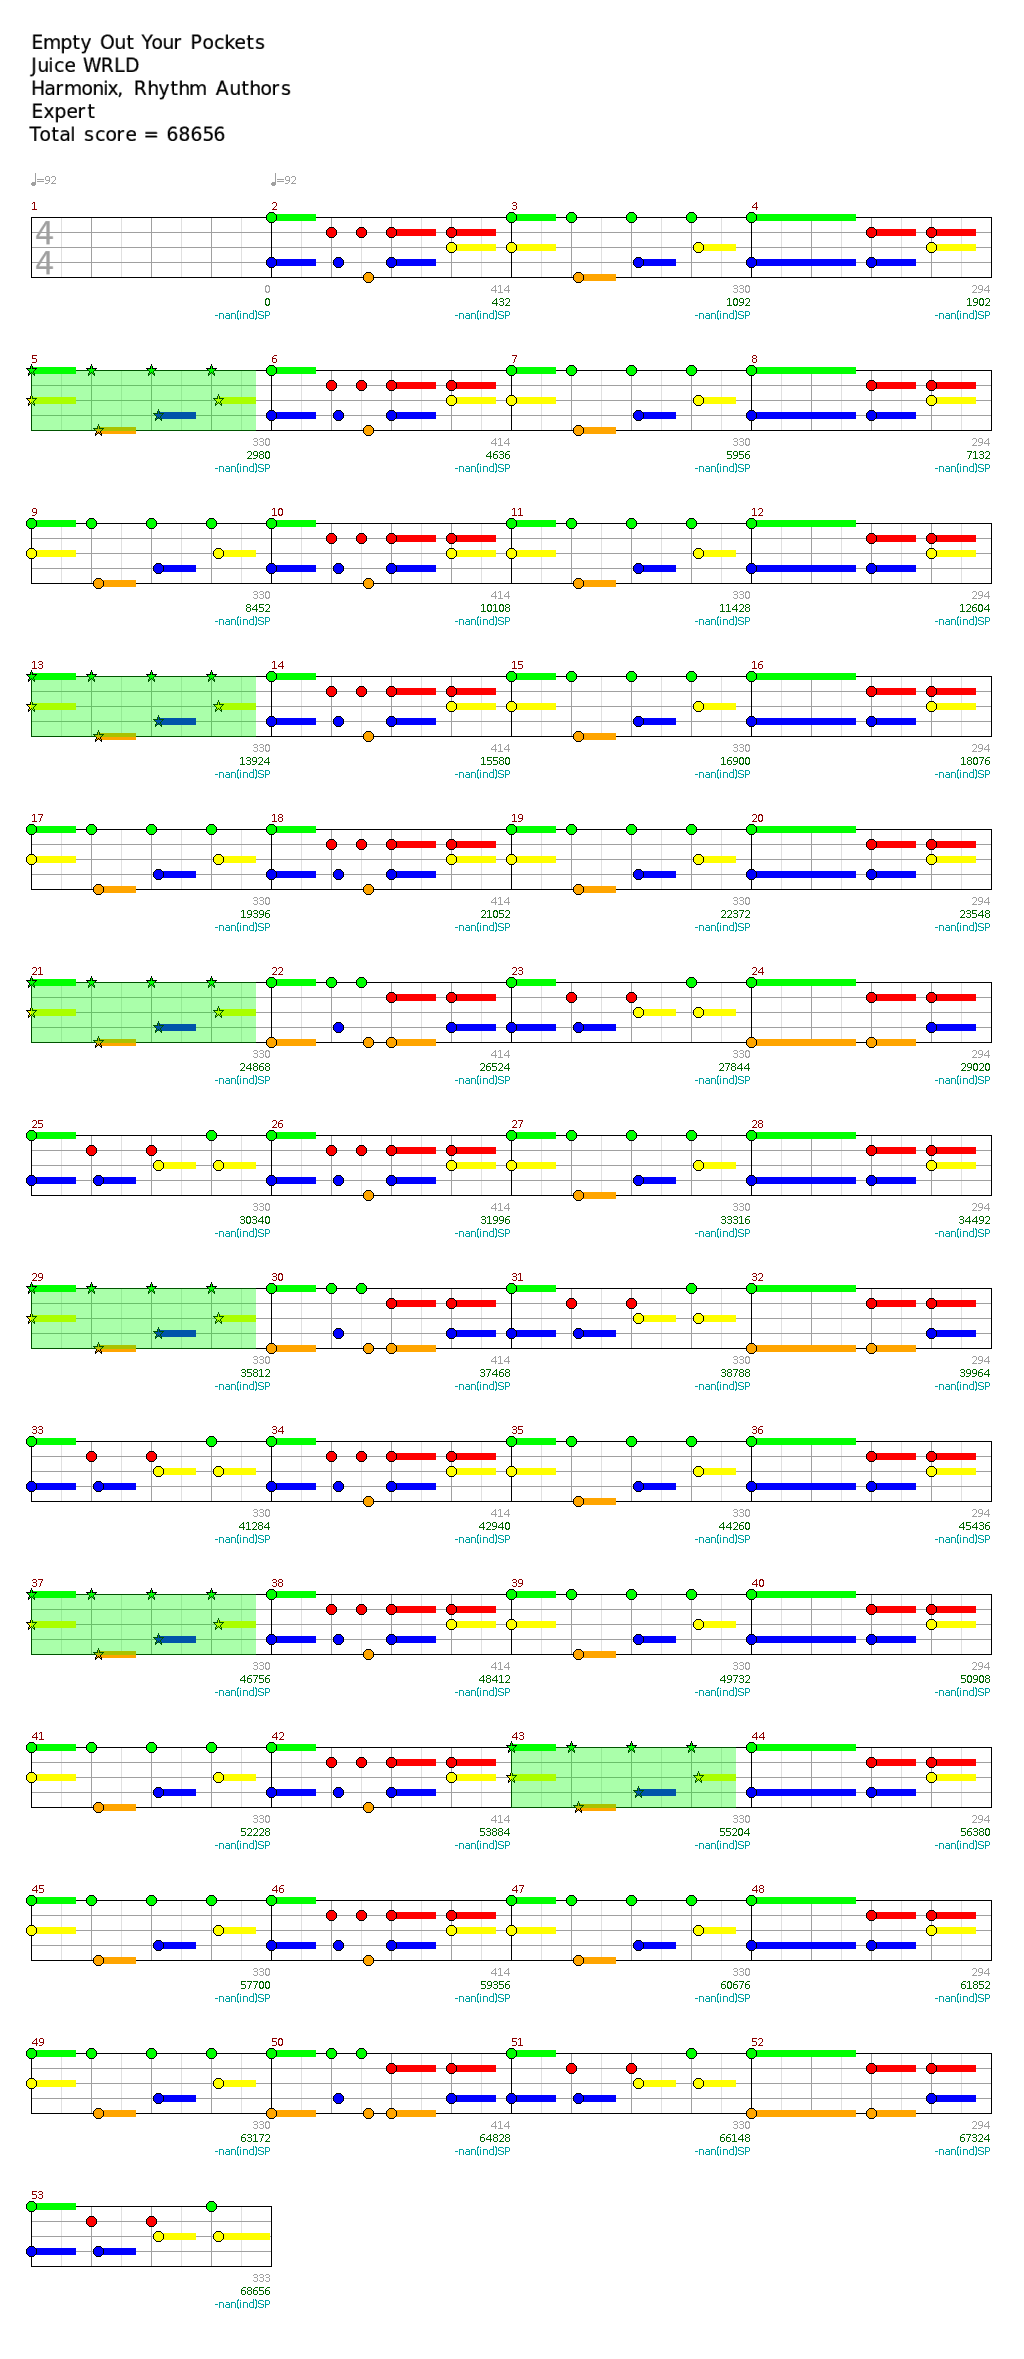 Empty Out Your Pockets
Juice WRLD
Harmonix, Rhythm Authors
Expert
Total score = 68656
♩=92 ♩=92
1 2 3 4
4
4
0 414 330 294
0 432 1092 1902
-nan(ind)SP -nan(ind)SP -nan(ind)SP -nan(ind)SP
5 6 7 8
330 414 330 294
2980 4636 5956 7132
-nan(ind)SP -nan(ind)SP -nan(ind)SP -nan(ind)SP
9 10 11 12
330 414 330 294
8452 10108 11428 12604
-nan(ind)SP -nan(ind)SP -nan(ind)SP -nan(ind)SP
13 14 15 16
330 414 330 294
13924 15580 16900 18076
-nan(ind)SP -nan(ind)SP -nan(ind)SP -nan(ind)SP
17 18 19 20
330 414 330 294
19396 21052 22372 23548
-nan(ind)SP -nan(ind)SP -nan(ind)SP -nan(ind)SP
21 22 23 24
330 414 330 294
24868 26524 27844 29020
-nan(ind)SP -nan(ind)SP -nan(ind)SP -nan(ind)SP
25 26 27 28
330 414 330 294
30340 31996 33316 34492
-nan(ind)SP -nan(ind)SP -nan(ind)SP -nan(ind)SP
29 30 31 32
330 414 330 294
35812 37468 38788 39964
-nan(ind)SP -nan(ind)SP -nan(ind)SP -nan(ind)SP
33 34 35 36
330 414 330 294
41284 42940 44260 45436
-nan(ind)SP -nan(ind)SP -nan(ind)SP -nan(ind)SP
37 38 39 40
330 414 330 294
46756 48412 49732 50908
-nan(ind)SP -nan(ind)SP -nan(ind)SP -nan(ind)SP
41 42 43 44
330 414 330 294
52228 53884 55204 56380
-nan(ind)SP -nan(ind)SP -nan(ind)SP -nan(ind)SP
45 46 47 48
330 414 330 294
57700 59356 60676 61852
-nan(ind)SP -nan(ind)SP -nan(ind)SP -nan(ind)SP
49 50 51 52
330 414 330 294
63172 64828 66148 67324
-nan(ind)SP -nan(ind)SP -nan(ind)SP -nan(ind)SP
53
333
68656
-nan(ind)SP